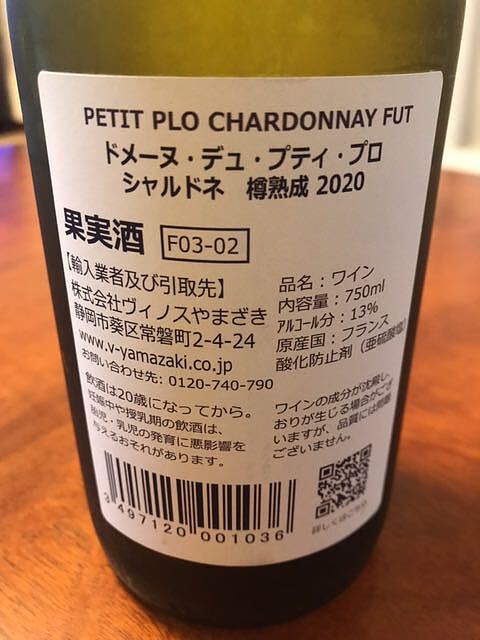 PETIT PLO CHARDONNAY FUT
ドメーヌ・デュ・プティ・プロ
シャルドネ 樽熟成 2020
果実酒 F03-02
【輸入業者及び引取先】
株式会社ヴィノスやまざき
静岡市葵区常磐町2-4-24
www.v-yamazaki.co.jp
お問い合わせ先: 0120-740-790
品名：ワイン
内容量：750ml
アルコール分：13%
原産国：フランス
酸化防止剤（亜硫酸塩）
飲酒は20歳になってから。
妊娠中や授乳期の飲酒は、
胎児・乳児の発育に悪影響を
与えるおそれがあります。
ワインの成分が沈殿し、
おりが生じる場合がござ
いますが、品質には問題
ございません。
3 497120 001036
詳しくはこちら